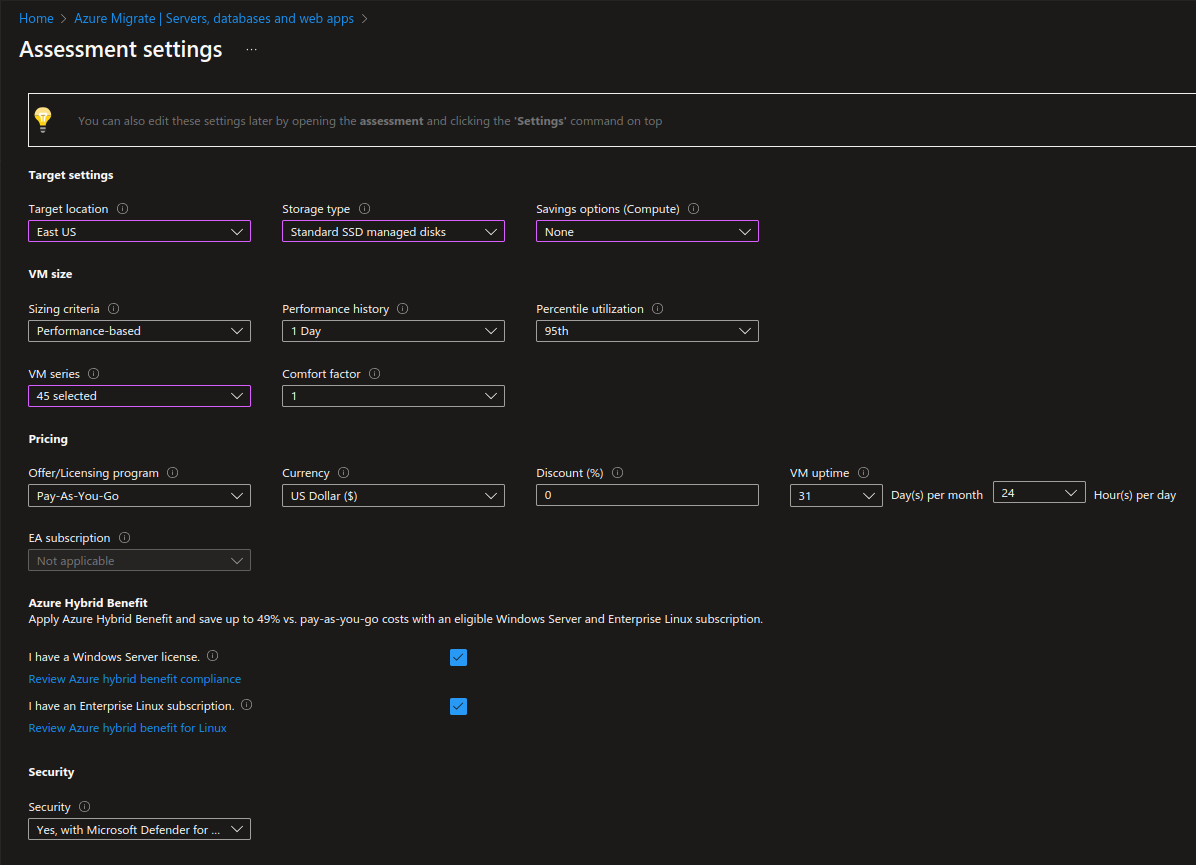 Home > Azure Migrate | Servers, databases and web apps >
Assessment settings ...
You can also edit these settings later by opening the assessment and clicking the 'Settings' command on top
Target settings
Target location Storage type Savings options (Compute)
East US Standard SSD managed disks None
VM size
Sizing criteria Performance history Percentile utilization
Performance-based 1 Day 95th
VM series Comfort factor
45 selected 1
Pricing
Offer/Licensing program Currency Discount (%) VM uptime
Pay-As-You-Go US Dollar ($) 0 31 Day(s) per month 24 Hour(s) per day
EA subscription
Not applicable
Azure Hybrid Benefit
Apply Azure Hybrid Benefit and save up to 49% vs. pay-as-you-go costs with an eligible Windows Server and Enterprise Linux subscription.
I have a Windows Server license.
Review Azure hybrid benefit compliance
I have an Enterprise Linux subscription.
Review Azure hybrid benefit for Linux
Security
Security
Yes, with Microsoft Defender for ...